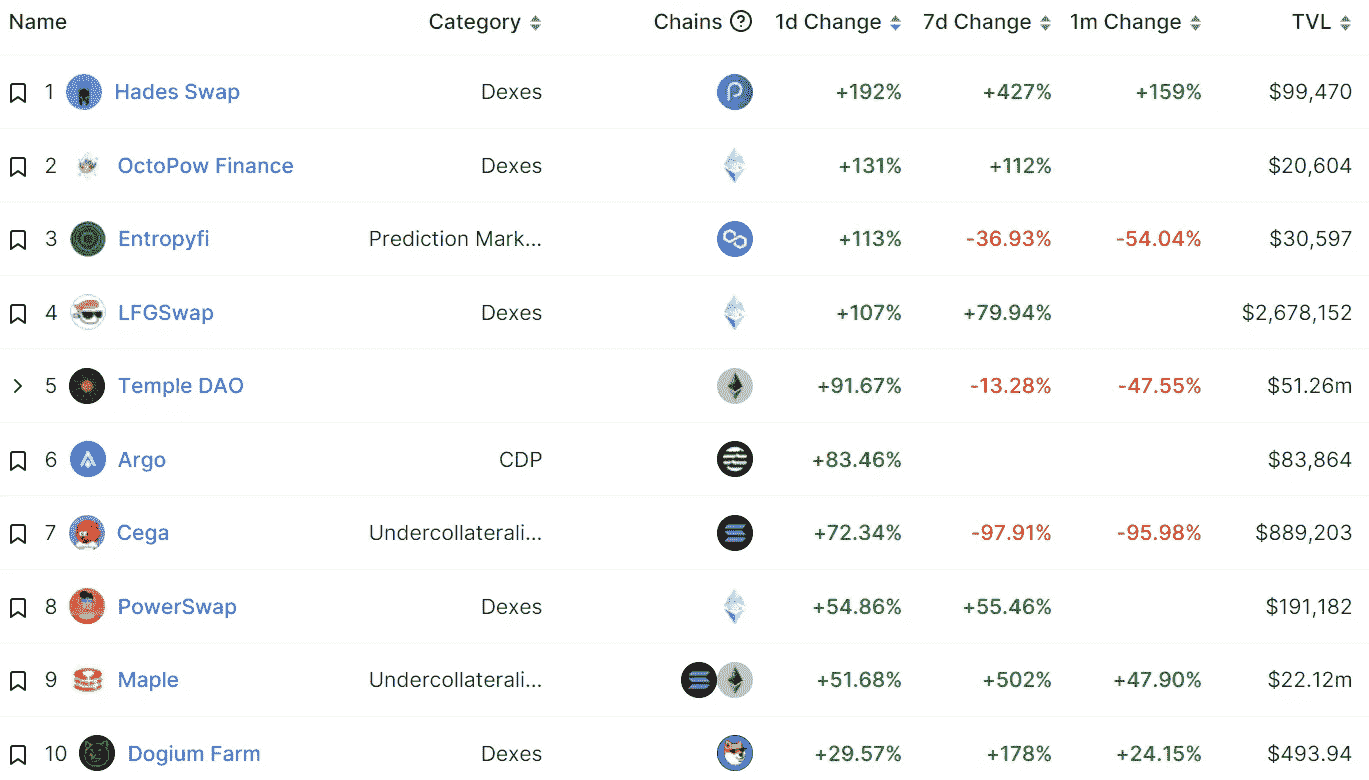 Name Category Chains ? 1d Change 7d Change 1m Change TVL
1 Hades Swap Dexes +192% +427% +159% $99,470
2 OctoPow Finance Dexes +131% +112% $20,604
3 Entropyfi Prediction Mark... +113% -36.93% -54.04% $30,597
4 LFGSwap Dexes +107% +79.94% $2,678,152
5 Temple DAO +91.67% -13.28% -47.55% $51.26m
6 Argo CDP +83.46% $83,864
7 Cega Undercollaterali... +72.34% -97.91% -95.98% $889,203
8 PowerSwap Dexes +54.86% +55.46% $191,182
9 Maple Undercollaterali... +51.68% +502% +47.90% $22.12m
10 Dogium Farm Dexes +29.57% +178% +24.15% $493.94